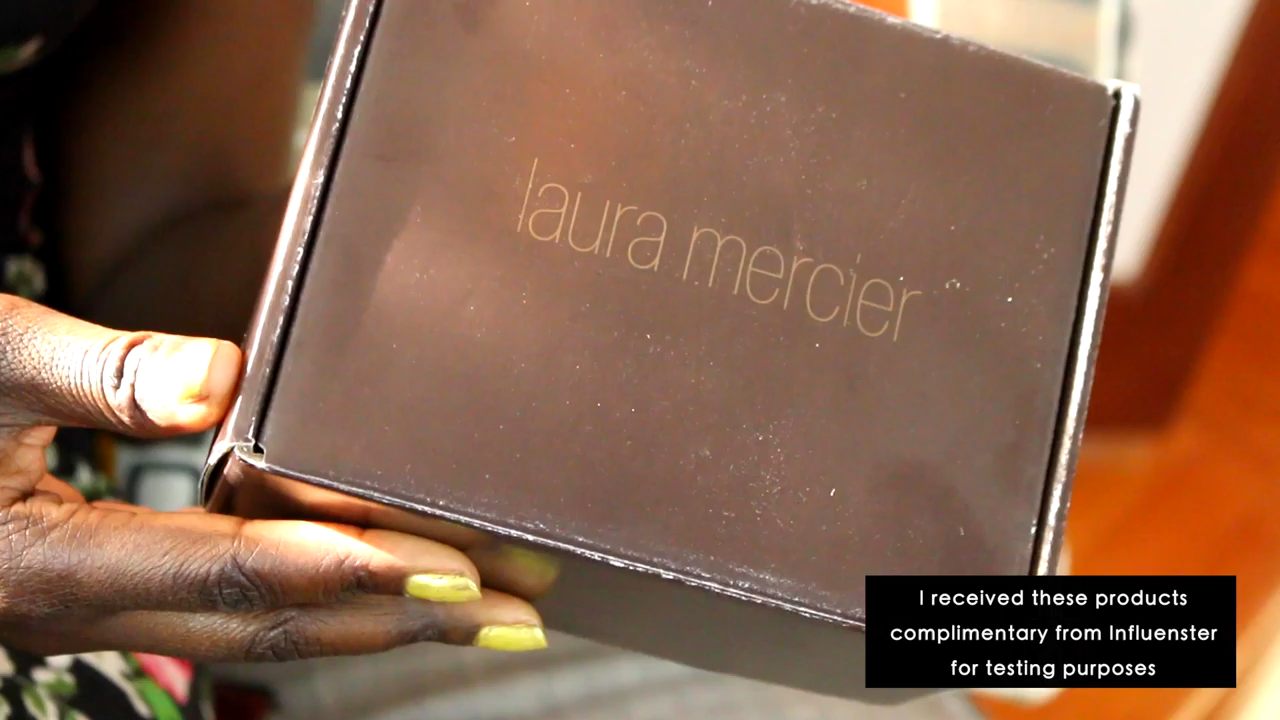 laura mercier
I received these products
complimentary from Influenster
for testing purposes